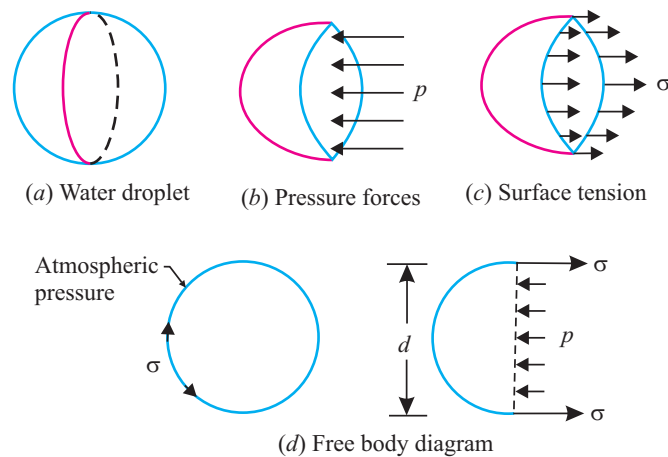 p
σ
(a) Water droplet
(b) Pressure forces
(c) Surface tension
Atmospheric
pressure
σ
d
σ
p
σ
(d) Free body diagram